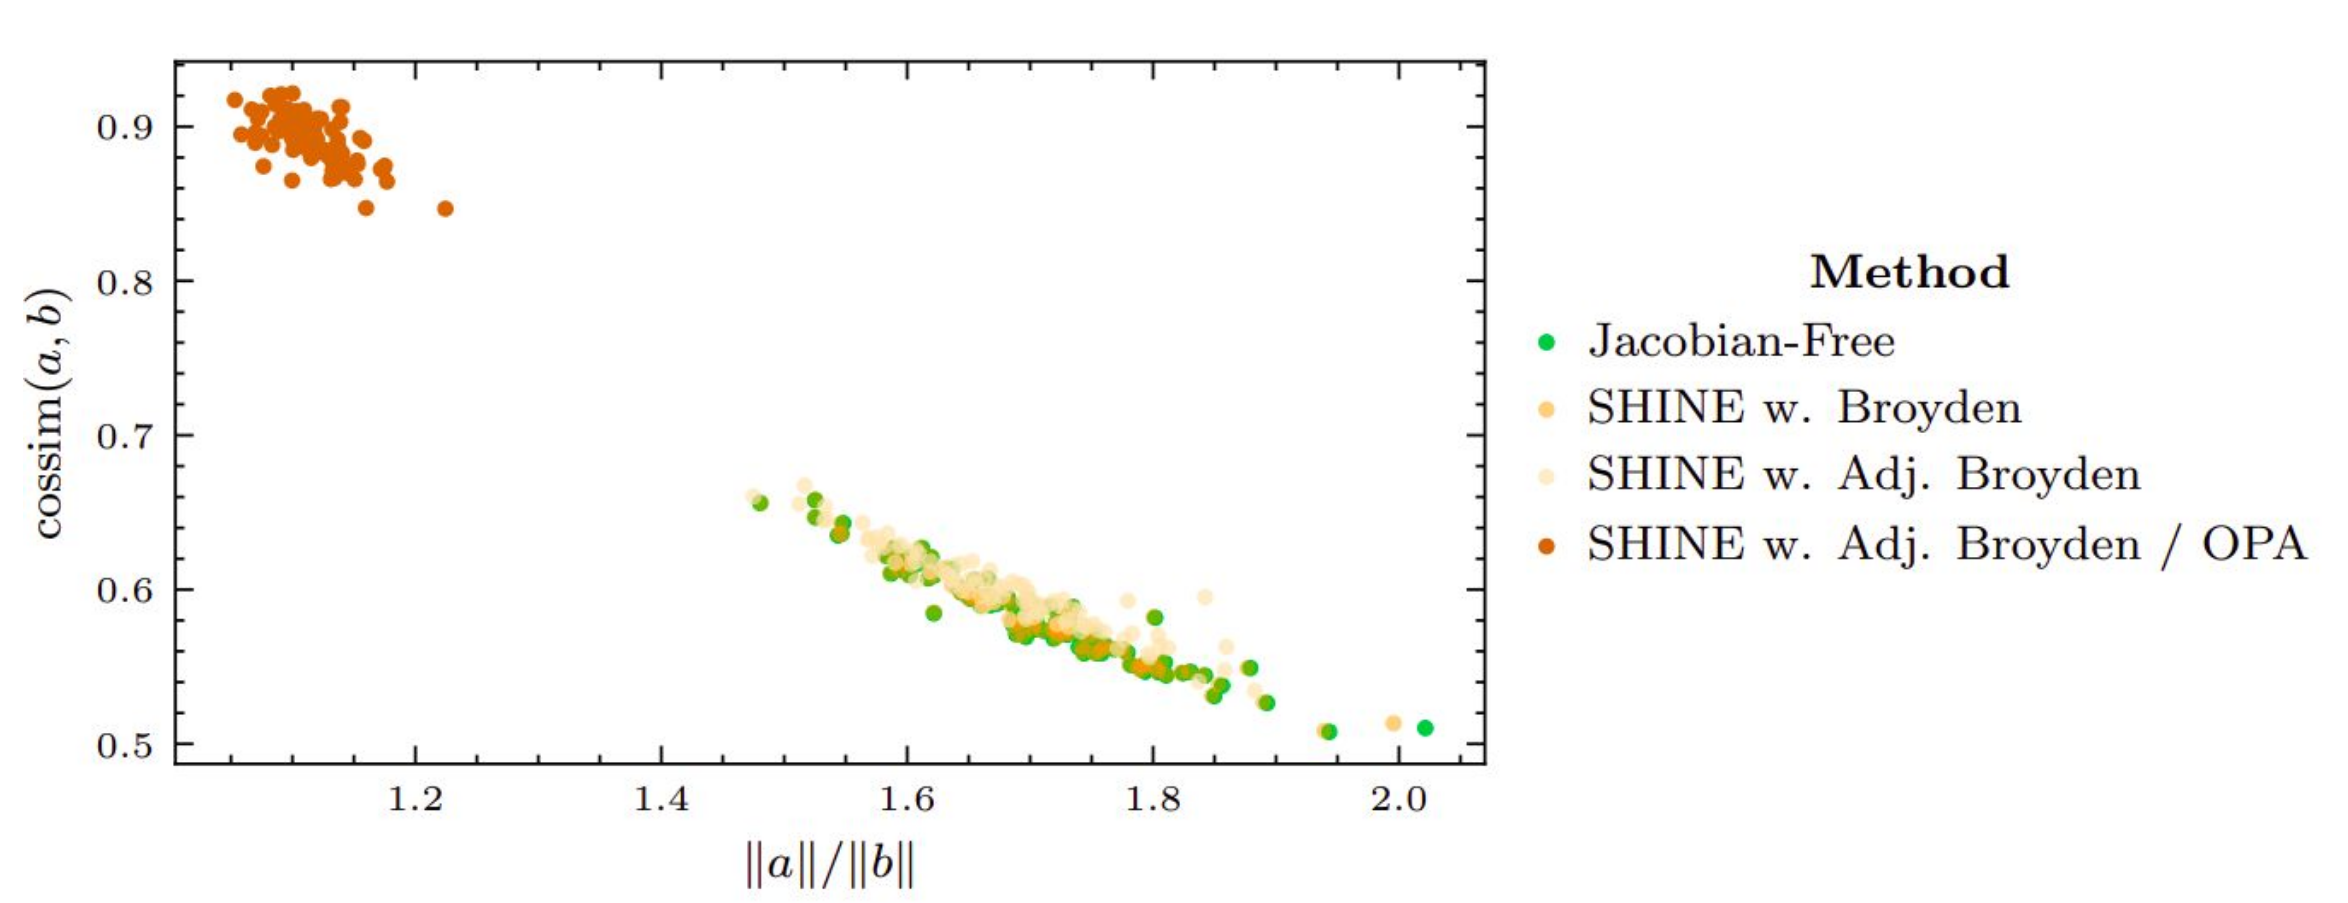 cossim(a, b)
0.9
0.8
0.7
0.6
0.5
1.2 1.4 1.6 1.8 2.0
‖a‖/‖b‖
Method
Jacobian-Free
SHINE w. Broyden
SHINE w. Adj. Broyden
SHINE w. Adj. Broyden / OPA